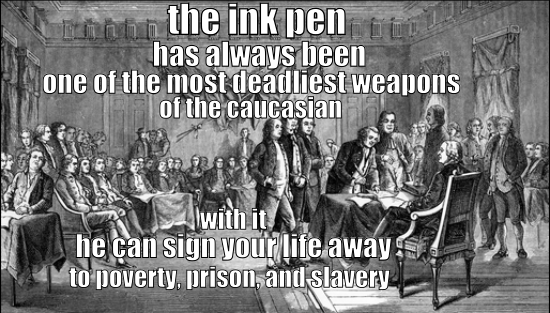 the ink pen
has always been
one of the most deadliest weapons
of the caucasian
with it
he can sign your life away
to poverty, prison, and slavery